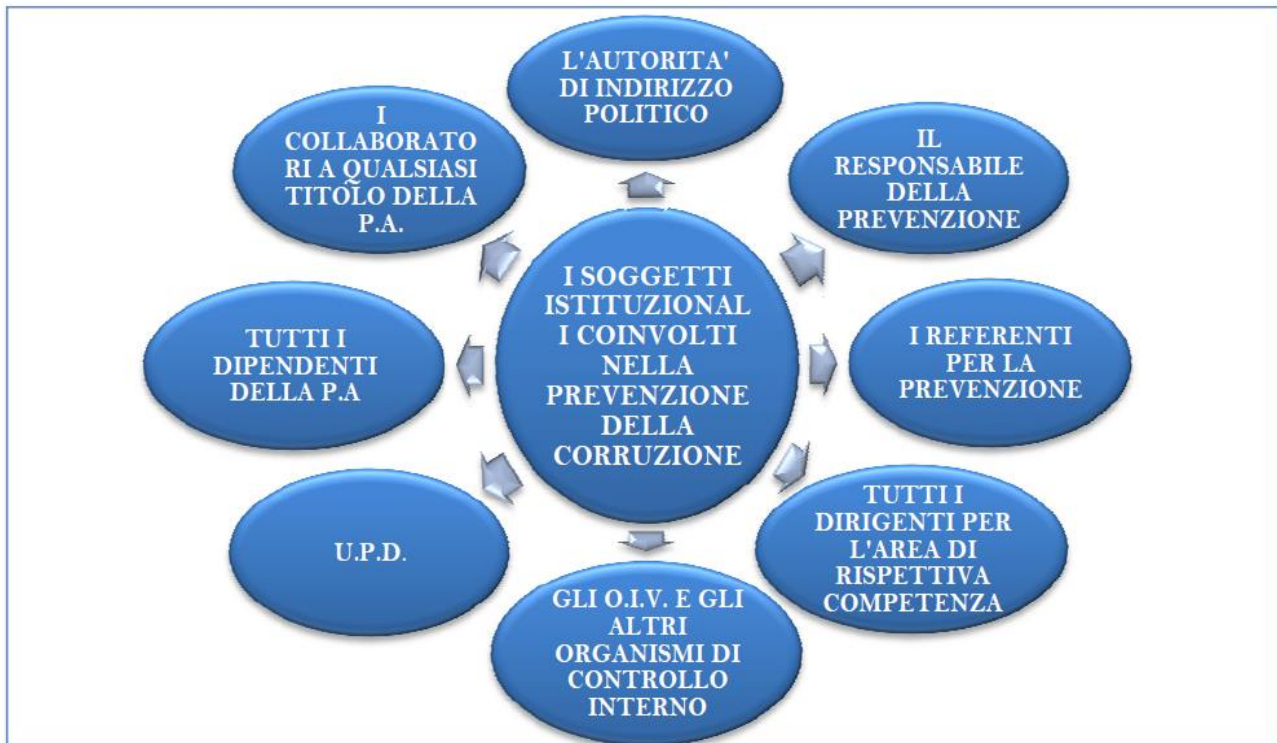 L'AUTORITA'
DI INDIRIZZO
POLITICO
IL
RESPONSABILE
DELLA
PREVENZIONE
I REFERENTI
PER LA
PREVENZIONE
TUTTI I
DIRIGENTI PER
L'AREA DI
RISPETTIVA
COMPETENZA
GLI O.I.V. E GLI
ALTRI
ORGANISMI DI
CONTROLLO
INTERNO
U.P.D.
TUTTI I
DIPENDENTI
DELLA P.A
I
COLLABORATO
RI A QUALSIASI
TITOLO DELLA
P.A.
I SOGGETTI
ISTITUZIONAL
I COINVOLTI
NELLA
PREVENZIONE
DELLA
CORRUZIONE